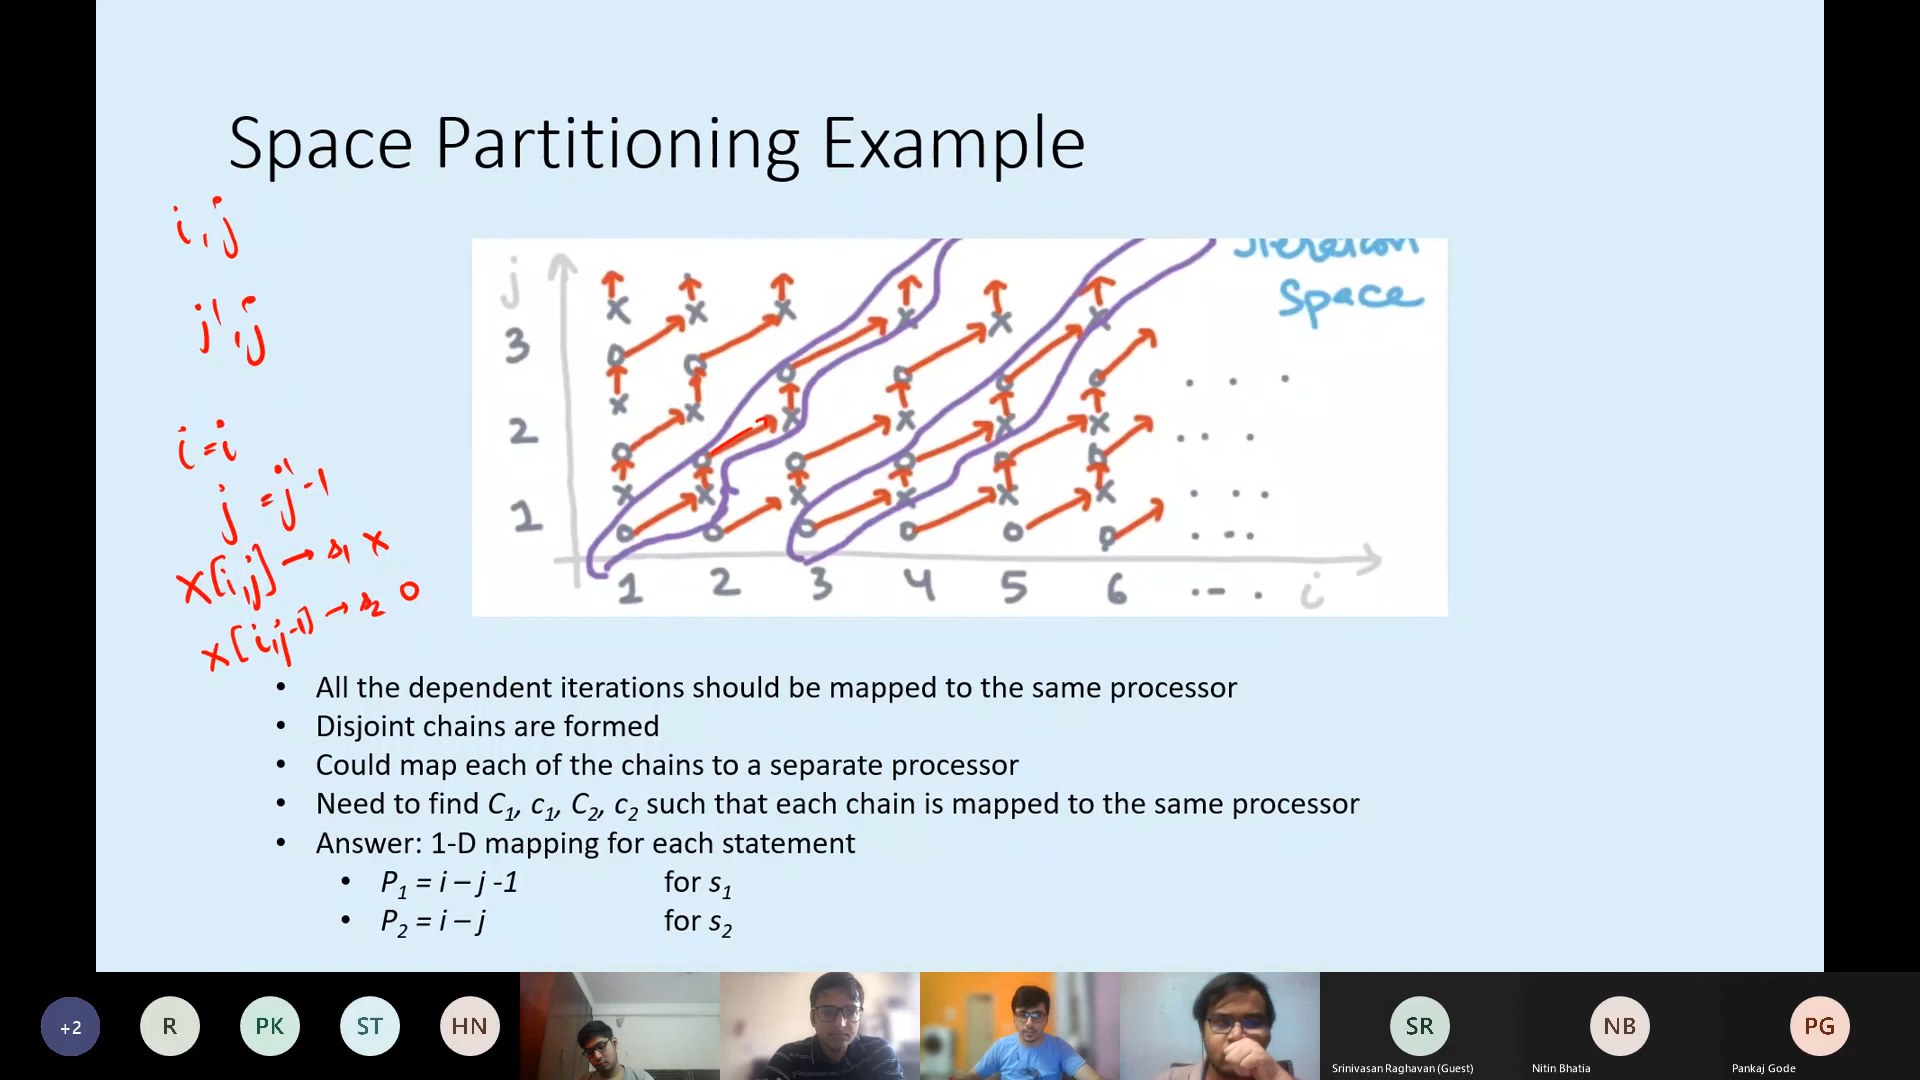 Space Partitioning Example
i, j
j', j
i = i
j = j' - 1
x[i,j] → s1 x
x[i,j-1] → s2 o
j
3
2
1
1 2 3 4 5 6 ... i
Iteration
Space
• All the dependent iterations should be mapped to the same processor
• Disjoint chains are formed
• Could map each of the chains to a separate processor
• Need to find C1, c1, C2, c2 such that each chain is mapped to the same processor
• Answer: 1-D mapping for each statement
• P1 = i – j -1 for s1
• P2 = i – j for s2
+2
R
PK
ST
HN
SR
Srinivasan Raghavan (Guest)
NB
Nitin Bhatia
PG
Pankaj Gode